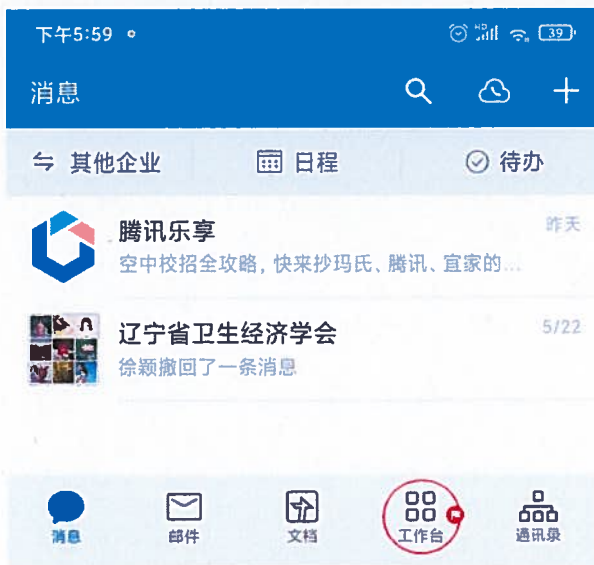 下午5:59
39
消息
其他企业
日程
待办
腾讯乐享
昨天
空中校招全攻略，快来抄玛氏、腾讯、宜家的...
辽宁省卫生经济学会
5/22
徐颖撤回了一条消息
消息
邮件
文档
工作台
通讯录